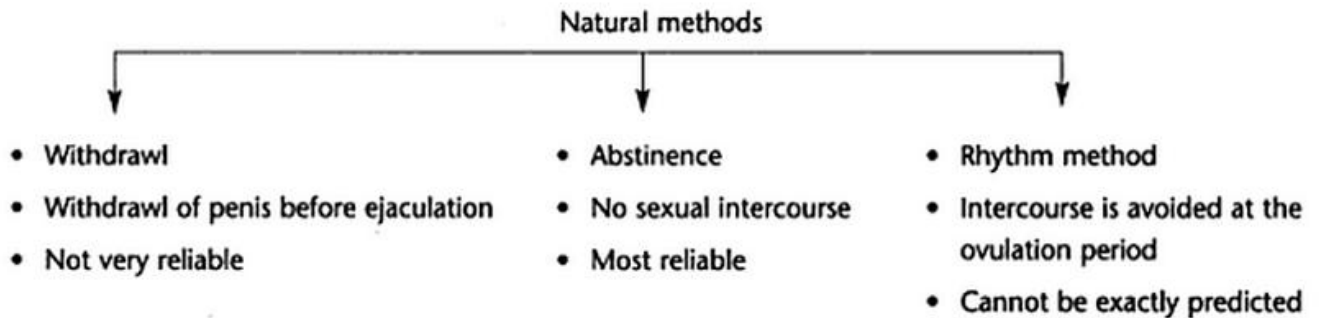 Natural methods
• Withdrawl
• Withdrawl of penis before ejaculation
• Not very reliable
• Abstinence
• No sexual intercourse
• Most reliable
• Rhythm method
• Intercourse is avoided at the
ovulation period
• Cannot be exactly predicted